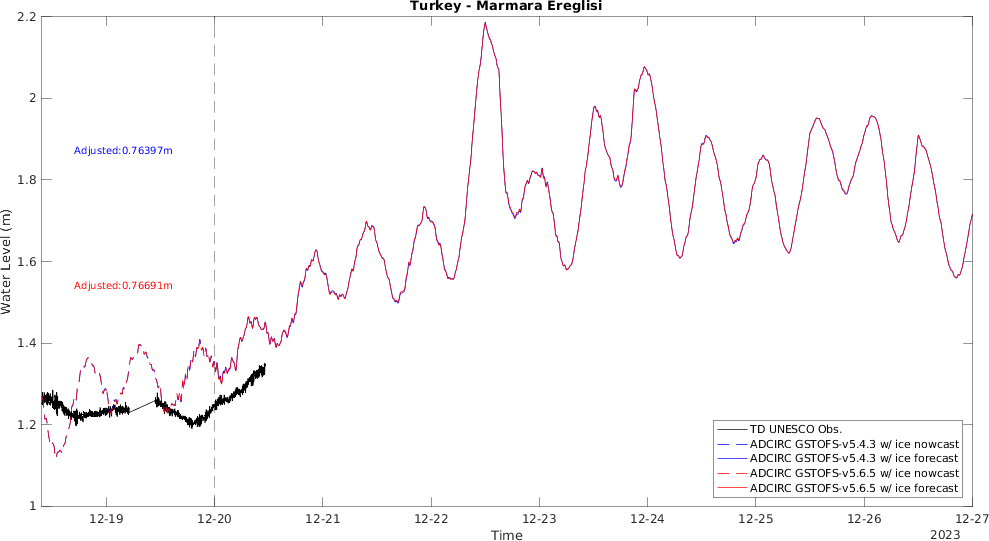 Turkey - Marmara Ereglisi
2.2
2
1.8
1.6
1.4
1.2
1
Water Level (m)
Adjusted:0.76397m
Adjusted:0.76691m
TD UNESCO Obs.
ADCIRC GSTOFS-v5.4.3 w/ ice nowcast
ADCIRC GSTOFS-v5.4.3 w/ ice forecast
ADCIRC GSTOFS-v5.6.5 w/ ice nowcast
ADCIRC GSTOFS-v5.6.5 w/ ice forecast
12-19 12-20 12-21 12-22 12-23 12-24 12-25 12-26 12-27
Time
2023